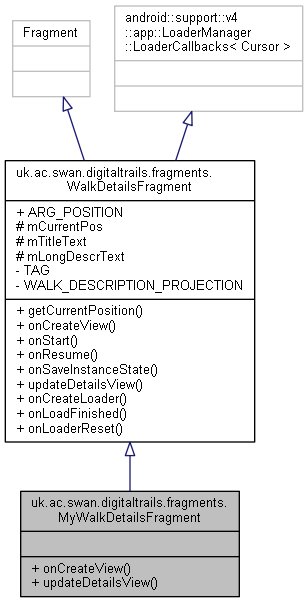 Fragment
android::support::v4
::app::LoaderManager
::LoaderCallbacks< Cursor >
uk.ac.swan.digitaltrails.fragments.
WalkDetailsFragment
+ ARG_POSITION
# mCurrentPos
# mTitleText
# mLongDescrText
- TAG
- WALK_DESCRIPTION_PROJECTION
+ getCurrentPosition()
+ onCreateView()
+ onStart()
+ onResume()
+ onSaveInstanceState()
+ updateDetailsView()
+ onCreateLoader()
+ onLoadFinished()
+ onLoaderReset()
uk.ac.swan.digitaltrails.fragments.
MyWalkDetailsFragment
+ onCreateView()
+ updateDetailsView()